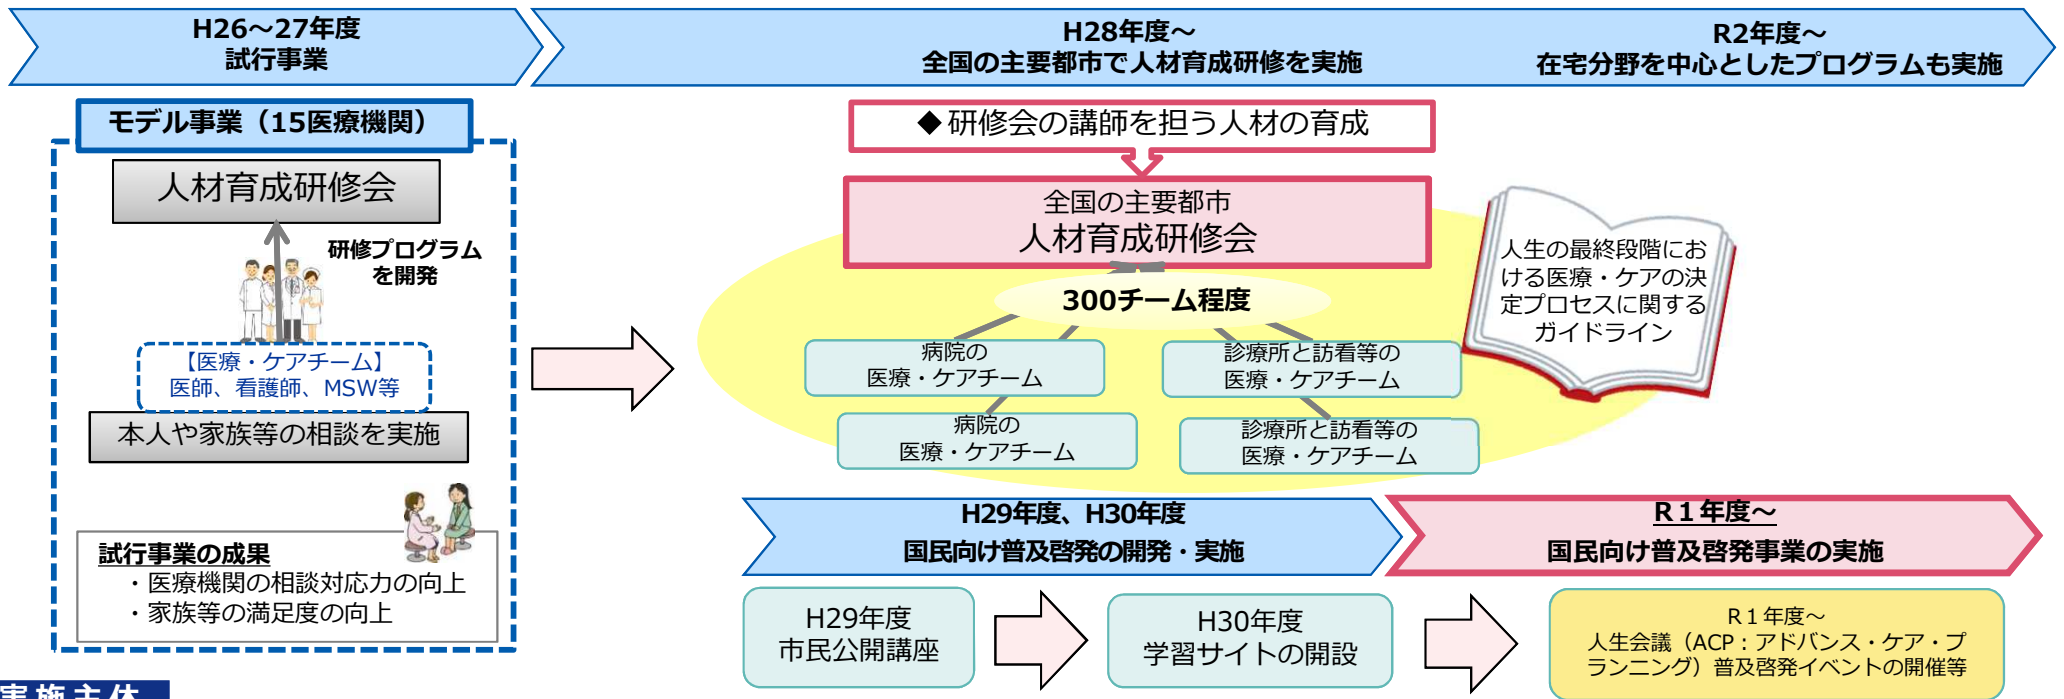 H26～27年度
試行事業
H28年度～
全国の主要都市で人材育成研修を実施
R2年度～
在宅分野を中心としたプログラムも実施
モデル事業（15医療機関）
人材育成研修会
研修プログラム
を開発
【医療・ケアチーム】
医師、看護師、MSW等
本人や家族等の相談を実施
試行事業の成果
・医療機関の相談対応力の向上
・家族等の満足度の向上
◆研修会の講師を担う人材の育成
全国の主要都市
人材育成研修会
300チーム程度
病院の
医療・ケアチーム
診療所と訪看等の
医療・ケアチーム
病院の
医療・ケアチーム
診療所と訪看等の
医療・ケアチーム
人生の最終段階にお
ける医療・ケアの決
定プロセスに関する
ガイドライン
H29年度、H30年度
国民向け普及啓発の開発・実施
R１年度～
国民向け普及啓発事業の実施
H29年度
市民公開講座
H30年度
学習サイトの開設
R１年度～
人生会議（ACP：アドバンス・ケア・プ
ランニング）普及啓発イベントの開催等
実施主体